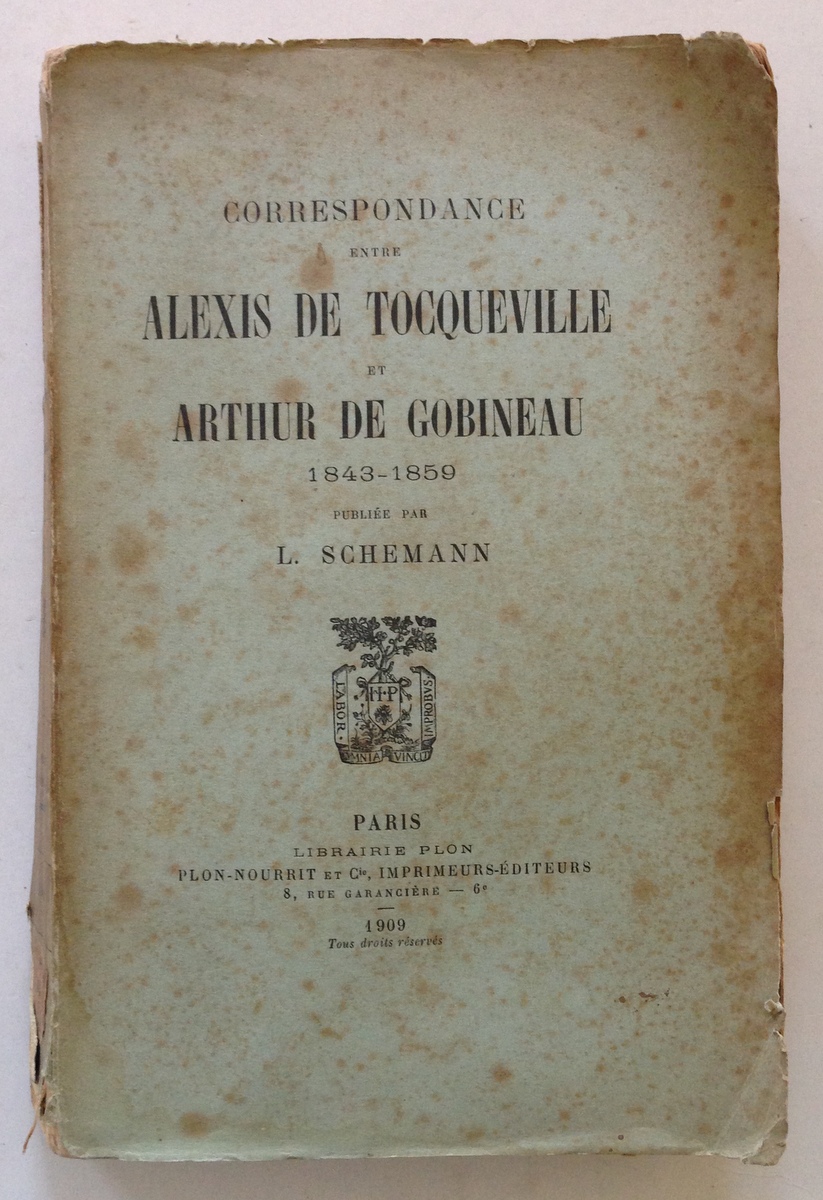 CORRESPONDANCE
ENTRE
ALEXIS DE TOCQUEVILLE
ET
ARTHUR DE GOBINEAU
1843-1859
PUBLIÉE PAR
L. SCHEMANN
LABOR
H·P
IMPROBVS
OMNIA VINCIT
PARIS
LIBRAIRIE PLON
PLON-NOURRIT ET Cie, IMPRIMEURS-ÉDITEURS
8, RUE GARANCIÈRE — 6e
1909
Tous droits réservés